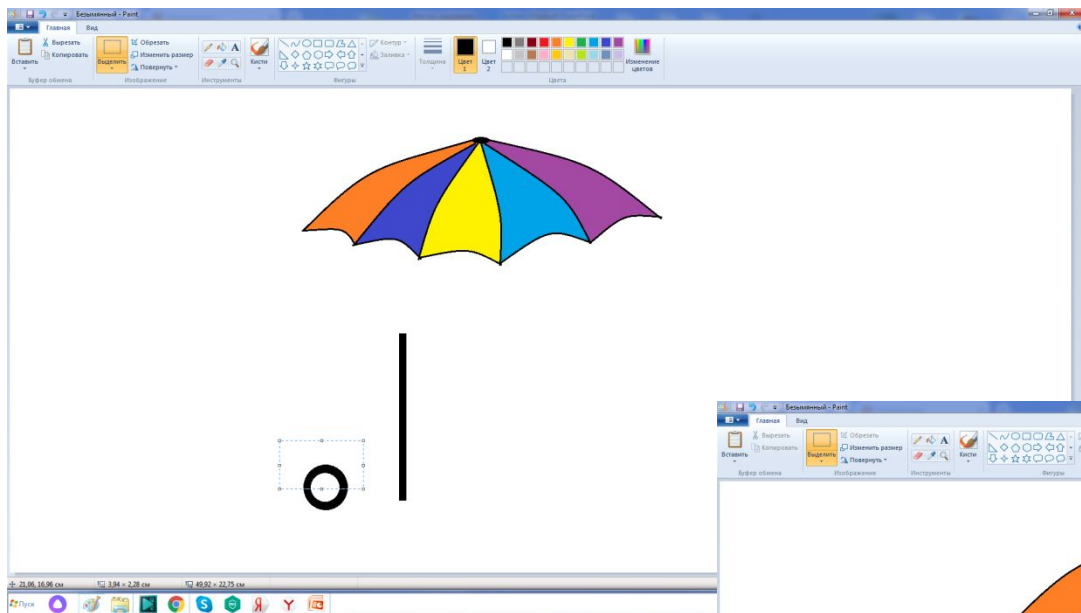 Безымянный - Paint
Главная Вид
Вставить
Вырезать
Копировать
Буфер обмена
Выделить
Обрезать
Изменить размер
Повернуть
Изображение
A
Инструменты
Кисти
Контур
Заливка
Фигуры
Толщина
Цвет
1
Цвет
2
Изменение
цветов
Цвета
21,06, 16,96 см
3,94 × 2,28 см
49,92 × 22,75 см
Пуск
S
Я
Y
Безымянный - Paint
Главная Вид
Вставить
Вырезать
Копировать
Буфер обмена
Выделить
Обрезать
Изменить размер
Повернуть
Изображение
A
Инструменты
Кисти
Фигуры